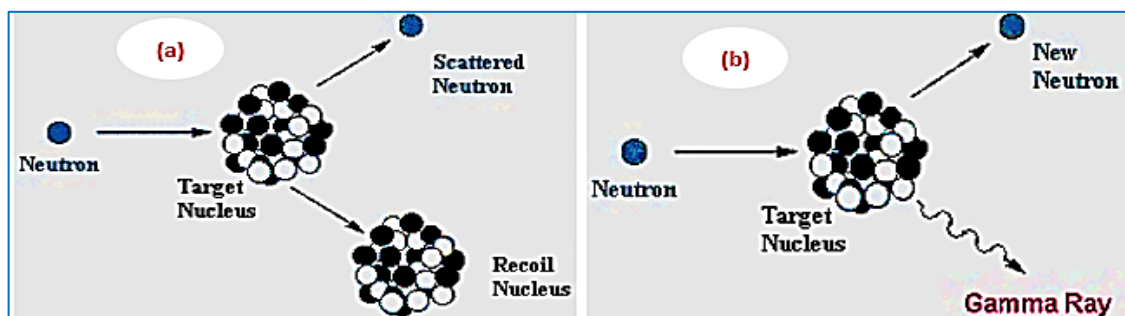 (a)
Scattered
Neutron
Neutron
Target
Nucleus
Recoil
Nucleus
(b)
New
Neutron
Neutron
Target
Nucleus
Gamma Ray